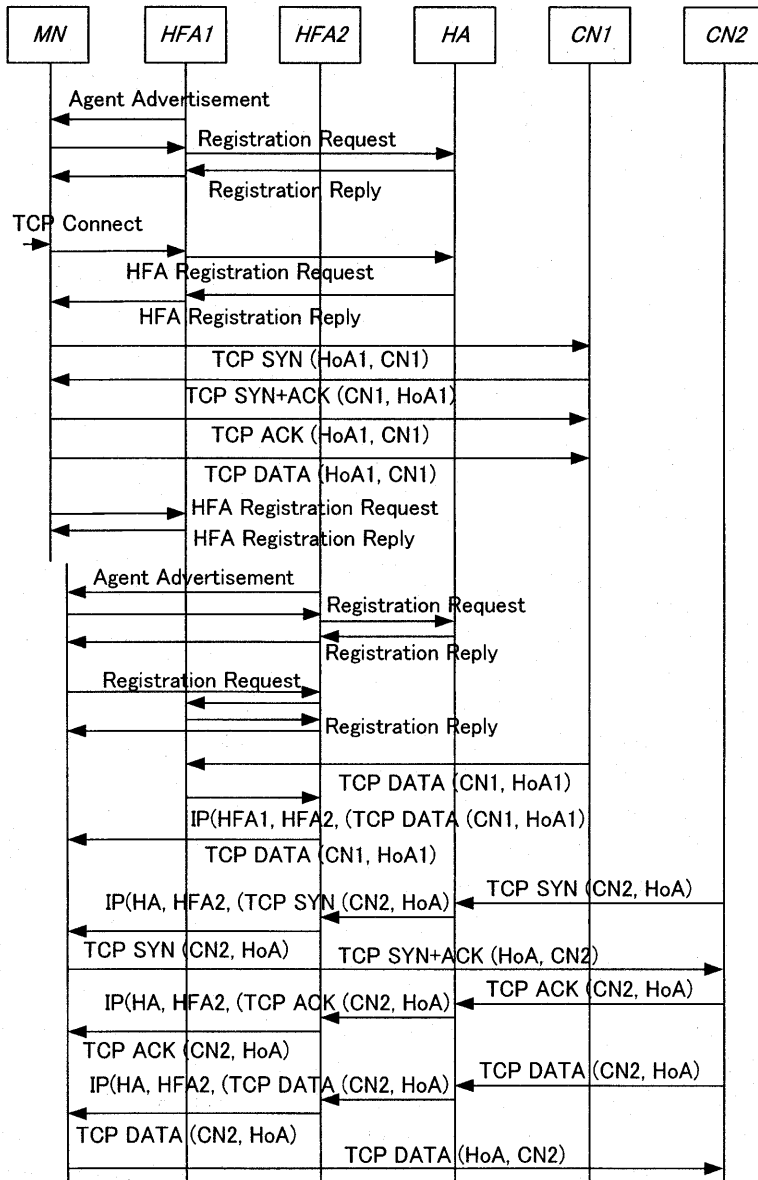 MN HFA1 HFA2 HA CN1 CN2
Agent Advertisement
Registration Request
Registration Reply
TCP Connect
HFA Registration Request
HFA Registration Reply
TCP SYN (HoA1, CN1)
TCP SYN+ACK (CN1, HoA1)
TCP ACK (HoA1, CN1)
TCP DATA (HoA1, CN1)
HFA Registration Request
HFA Registration Reply
Agent Advertisement
Registration Request
Registration Reply
Registration Request
Registration Reply
TCP DATA (CN1, HoA1)
IP(HFA1, HFA2, (TCP DATA (CN1, HoA1)
TCP DATA (CN1, HoA1)
TCP SYN (CN2, HoA)
IP(HA, HFA2, (TCP SYN (CN2, HoA)
TCP SYN (CN2, HoA)
TCP SYN+ACK (HoA, CN2)
TCP ACK (CN2, HoA)
IP(HA, HFA2, (TCP ACK (CN2, HoA)
TCP ACK (CN2, HoA)
TCP DATA (CN2, HoA)
IP(HA, HFA2, (TCP DATA (CN2, HoA)
TCP DATA (CN2, HoA)
TCP DATA (HoA, CN2)